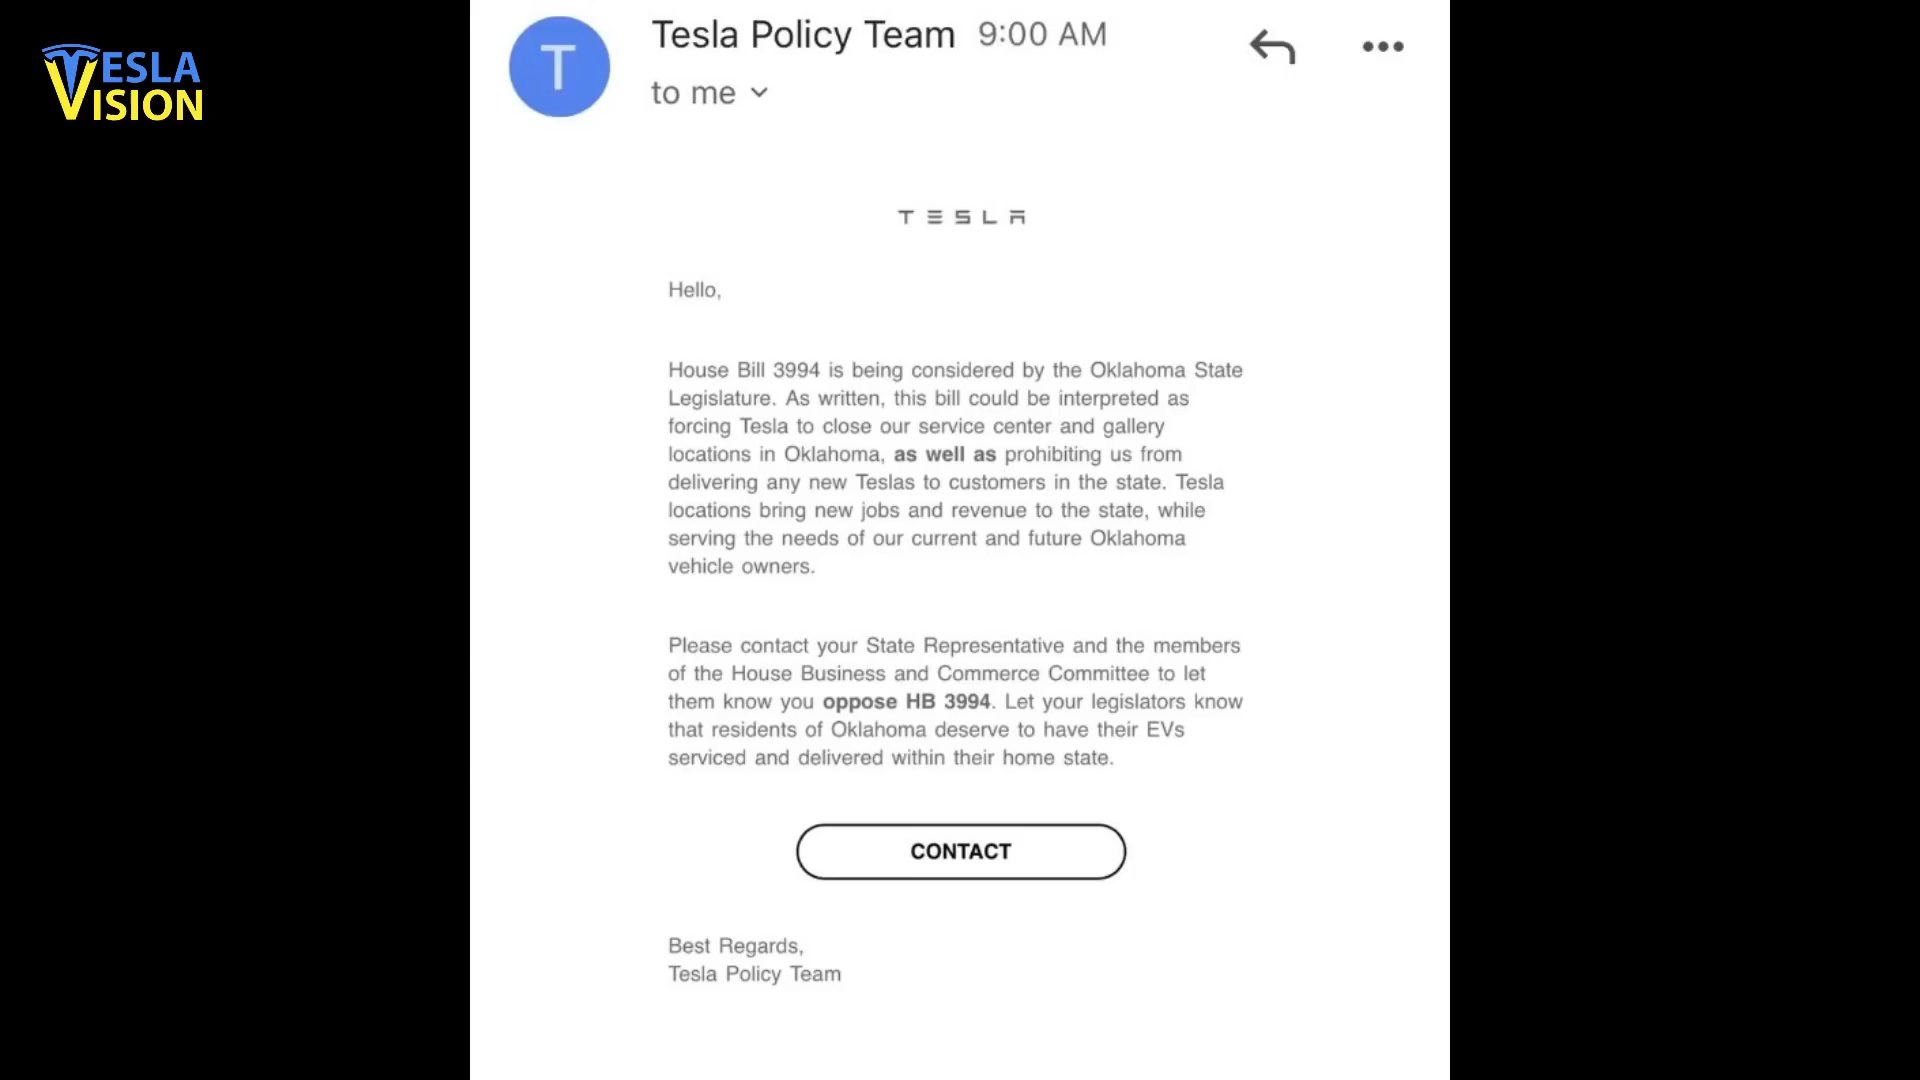 TESLA
VISION
T
Tesla Policy Team 9:00 AM
to me
TESLA
Hello,
House Bill 3994 is being considered by the Oklahoma State
Legislature. As written, this bill could be interpreted as
forcing Tesla to close our service center and gallery
locations in Oklahoma, as well as prohibiting us from
delivering any new Teslas to customers in the state. Tesla
locations bring new jobs and revenue to the state, while
serving the needs of our current and future Oklahoma
vehicle owners.
Please contact your State Representative and the members
of the House Business and Commerce Committee to let
them know you oppose HB 3994. Let your legislators know
that residents of Oklahoma deserve to have their EVs
serviced and delivered within their home state.
CONTACT
Best Regards,
Tesla Policy Team